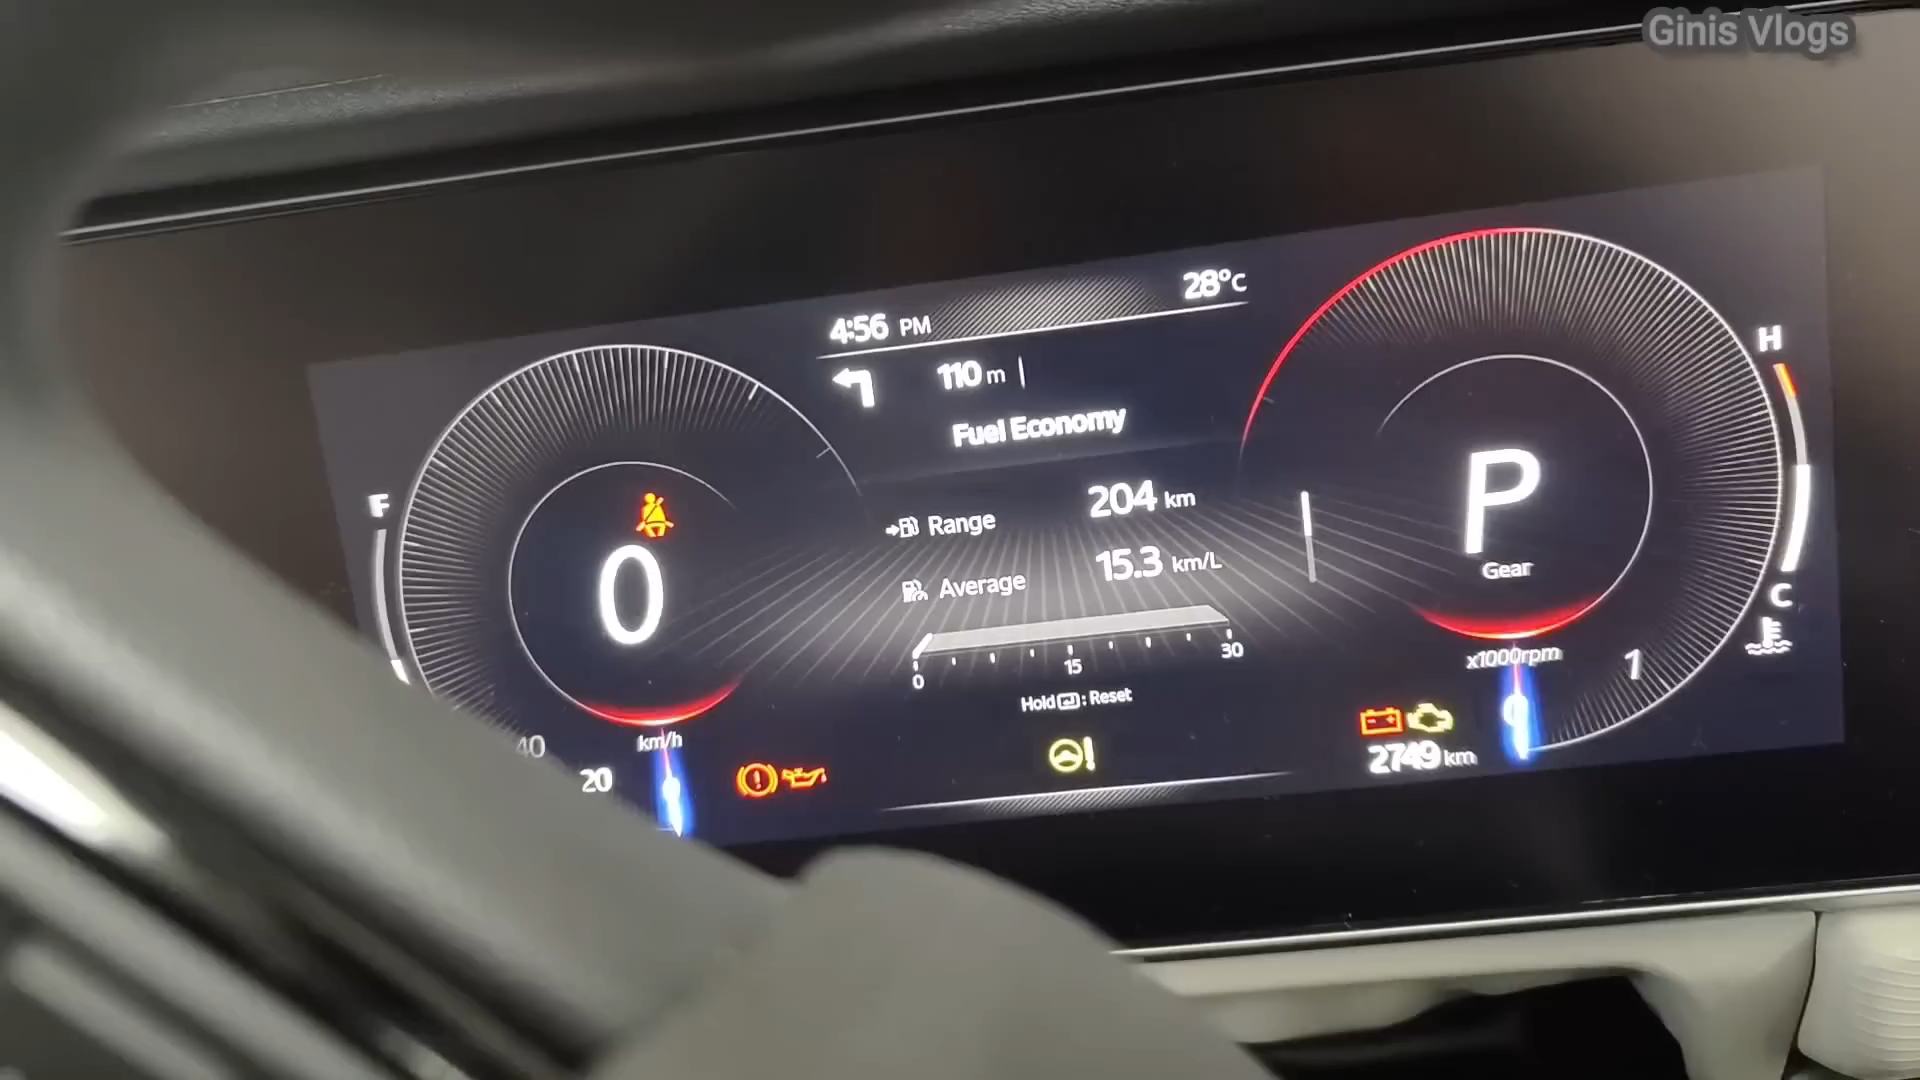 Ginis Vlogs
28°C
4:56 PM
110 m
Fuel Economy
Range 204 km
Average 15.3 km/L
0 15 30
Hold : Reset
F
0
km/h
40
20
H
P
Gear
C
x1000rpm
1
0
2749 km